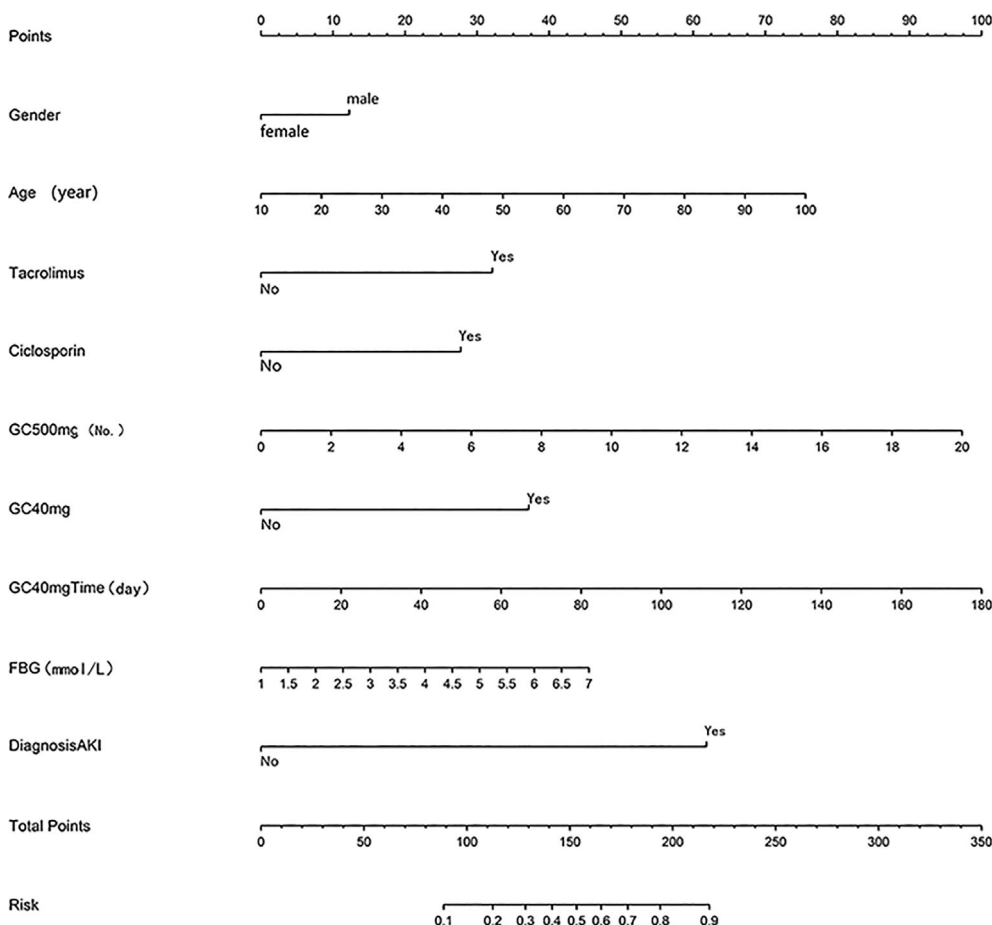 Points 0 10 20 30 40 50 60 70 80 90 100
Gender male
female
Age (year)
10 20 30 40 50 60 70 80 90 100
Tacrolimus Yes
No
Ciclosporin Yes
No
GC500mg (No.)
0 2 4 6 8 10 12 14 16 18 20
GC40mg Yes
No
GC40mgTime(day)
0 20 40 60 80 100 120 140 160 180
FBG(mmol/L)
1 1.5 2 2.5 3 3.5 4 4.5 5 5.5 6 6.5 7
DiagnosisAKI Yes
No
Total Points
0 50 100 150 200 250 300 350
Risk
0.1 0.2 0.3 0.4 0.5 0.6 0.7 0.8 0.9